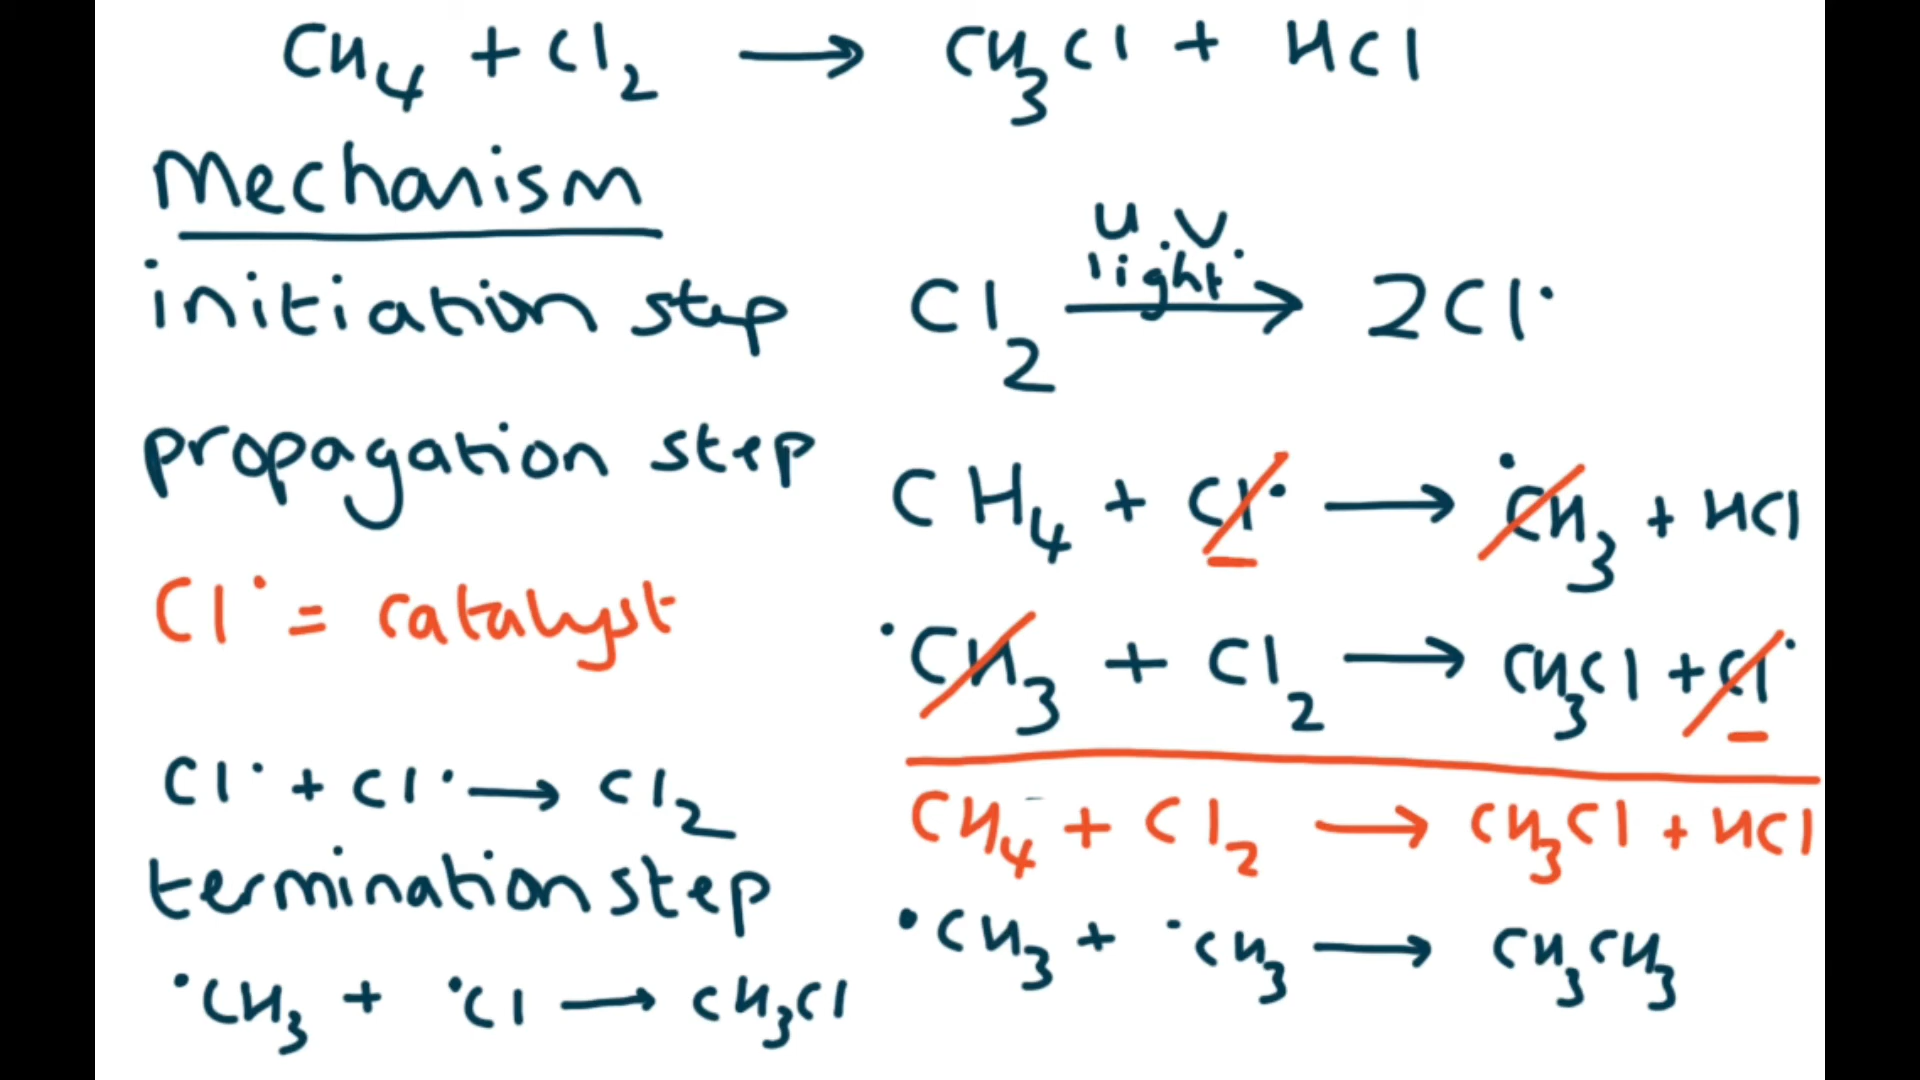 CH₄ + Cl₂ ⟶ CH₃Cl + HCl
Mechanism
initiation step
Cl₂ ⟶ 2Cl·
u.v. light
propagation step
CH₄ + Cl· ⟶ ·CH₃ + HCl
Cl· = catalyst
·CH₃ + Cl₂ ⟶ CH₃Cl + Cl·
CH₄ + Cl₂ ⟶ CH₃Cl + HCl
Cl· + Cl· ⟶ Cl₂
termination step
·CH₃ + ·CH₃ ⟶ CH₃CH₃
·CH₃ + ·Cl ⟶ CH₃Cl